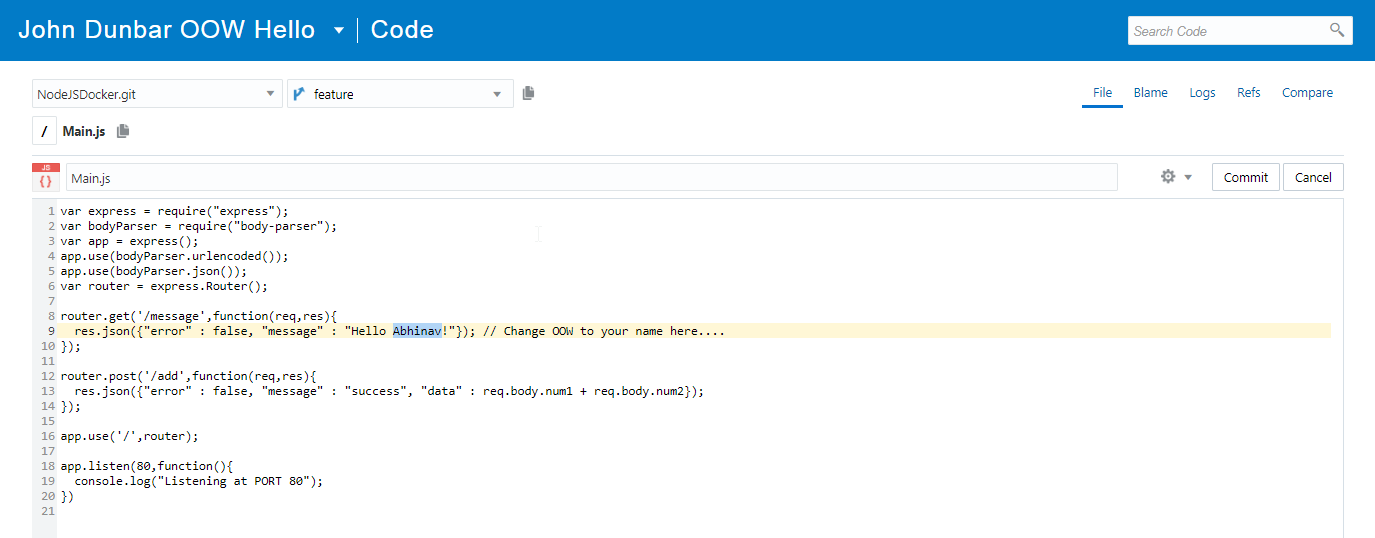 John Dunbar OOW Hello Code
Search Code
NodeJSDocker.git feature File Blame Logs Refs Compare
/ Main.js
JS {} Main.js Commit Cancel
1 var express = require("express");
2 var bodyParser = require("body-parser");
3 var app = express();
4 app.use(bodyParser.urlencoded());
5 app.use(bodyParser.json());
6 var router = express.Router();
7
8 router.get('/message',function(req,res){
9   res.json({"error" : false, "message" : "Hello Abhinav!"}); // Change OOW to your name here....
10 });
11
12 router.post('/add',function(req,res){
13   res.json({"error" : false, "message" : "success", "data" : req.body.num1 + req.body.num2});
14 });
15
16 app.use('/',router);
17
18 app.listen(80,function(){
19   console.log("Listening at PORT 80");
20 })
21